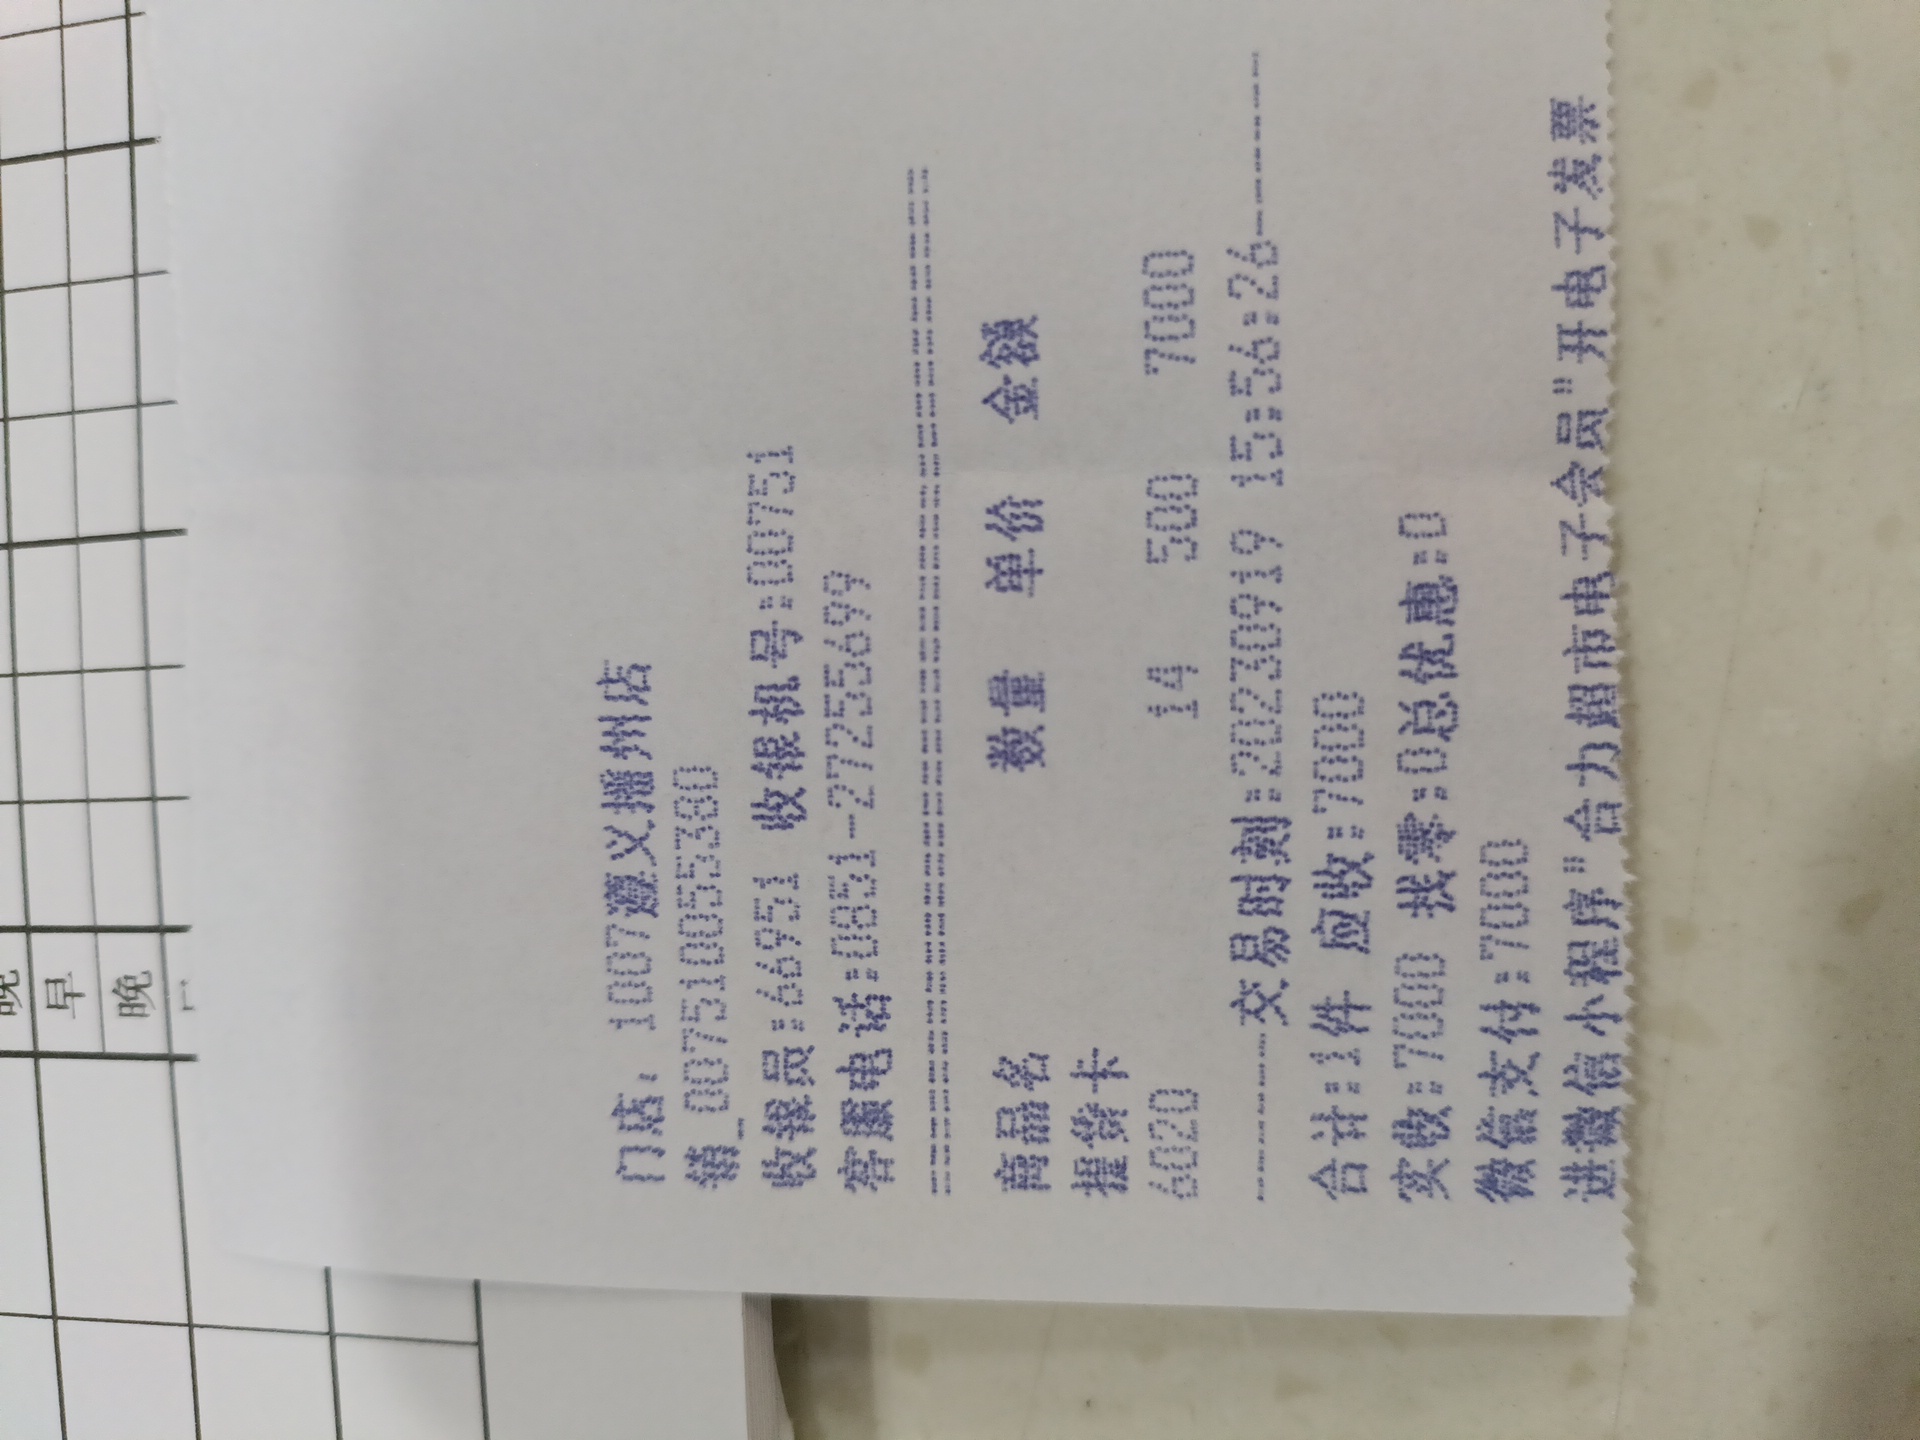 门店, 1007遵义播州店
销_0075100055380
收银员:66951 收银机号:00751
客服电话:0851-27255699
================================
商品名 数量 单价 金额
提货卡
6020 14 500 7000
------交易时刻:20230919 15:56:26------
合计:1件 应收:7000
实收:7000 找零:0总优惠:0
微信支付:7000
进微信小程序"合力超市电子会员"开电子发票
晚
早
晚